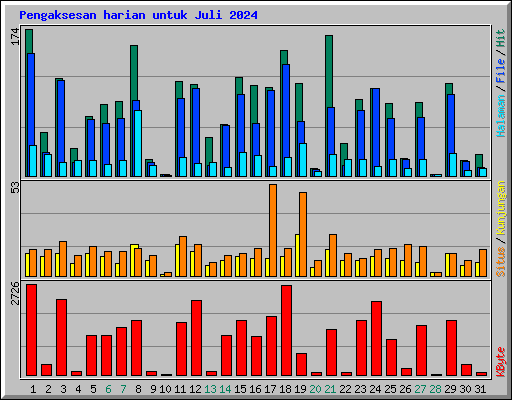 Pengaksesan harian untuk Juli 2024
174
Halaman / File / Hit
53
Situs / Kunjungan
2726
KByte
1 2 3 4 5 6 7 8 9 10 11 12 13 14 15 16 17 18 19 20 21 22 23 24 25 26 27 28 29 30 31